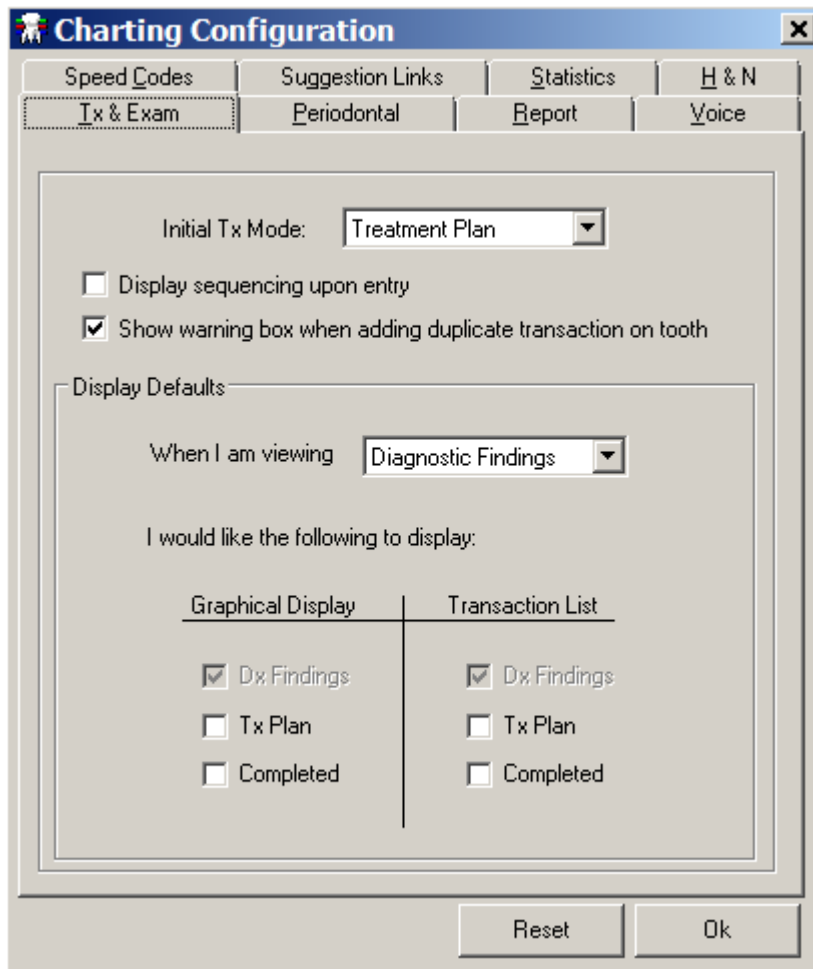 Charting Configuration
Speed Codes Suggestion Links Statistics H & N
Tx & Exam Periodontal Report Voice
Initial Tx Mode: Treatment Plan
Display sequencing upon entry
Show warning box when adding duplicate transaction on tooth
Display Defaults
When I am viewing Diagnostic Findings
I would like the following to display:
Graphical Display Transaction List
Dx Findings Dx Findings
Tx Plan Tx Plan
Completed Completed
Reset Ok